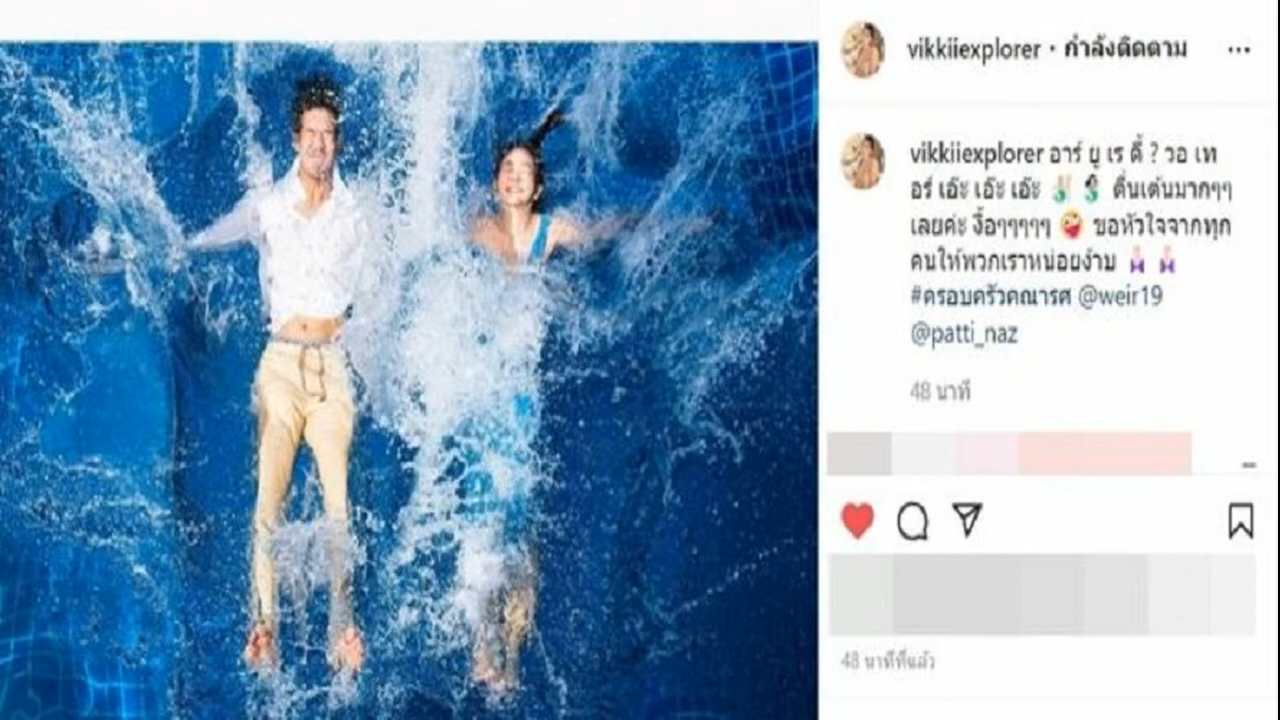 vikkiiexplorer • กำลังติดตาม
vikkiiexplorer อาร์ ยู เร ดี้ ? วอ เท
อร์ เอ๊ะ เอ๊ะ เอ๊ะ ตื่นเต้นมากๆๆ
เลยค่ะ งื้อๆๆๆๆๆ ขอหัวใจจากทุก
คนให้พวกเราหน่อยง้าบ
#ครอบครัวคณารศ @weir19
@patti_naz
48 นาที
48 นาทีที่แล้ว